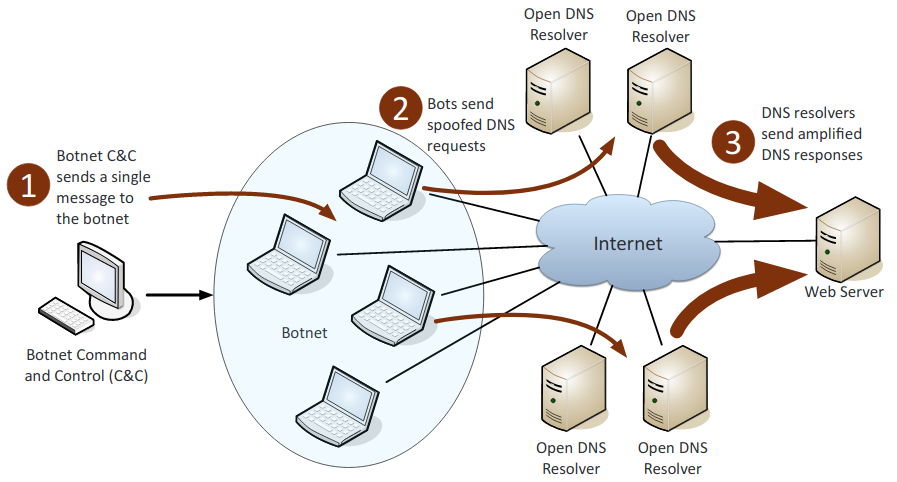 Open DNS
Resolver
Open DNS
Resolver
2
Bots send
spoofed DNS
requests
3
DNS resolvers
send amplified
DNS responses
1
Botnet C&C
sends a single
message to
the botnet
Internet
Web Server
Botnet
Botnet Command
and Control (C&C)
Open DNS
Resolver
Open DNS
Resolver